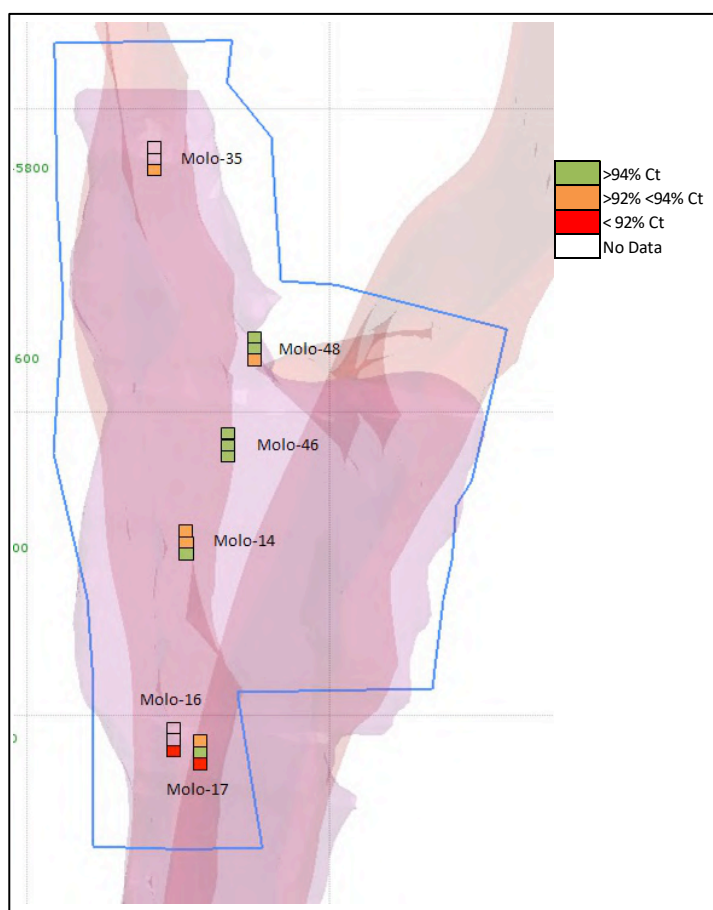 Molo-35
-5800
>94% Ct
>92% <94% Ct
< 92% Ct
No Data
Molo-48
600
Molo-46
00
Molo-14
Molo-16
0
Molo-17